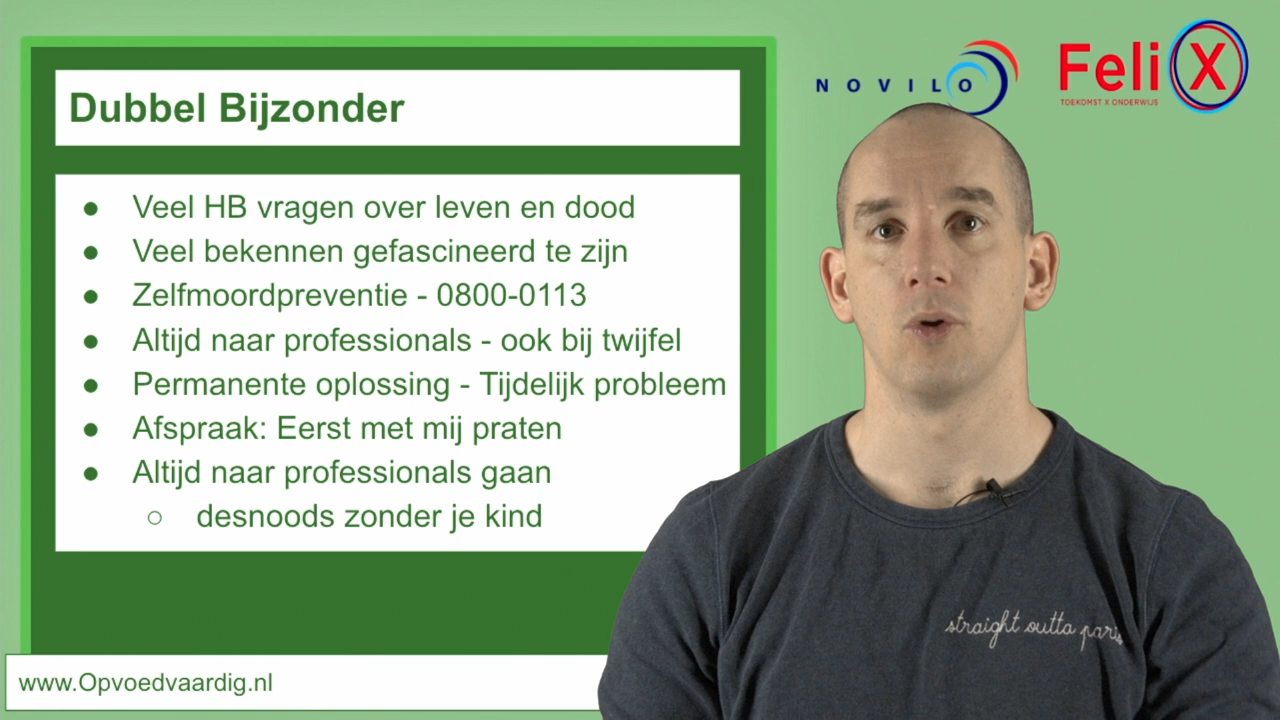 Dubbel Bijzonder
NOVILO
FeliX
TOEKOMST X ONDERWIJS
● Veel HB vragen over leven en dood
● Veel bekennen gefascineerd te zijn
● Zelfmoordpreventie - 0800-0113
● Altijd naar professionals - ook bij twijfel
● Permanente oplossing - Tijdelijk probleem
● Afspraak: Eerst met mij praten
● Altijd naar professionals gaan
○ desnoods zonder je kind
straight outta paris
www.Opvoedvaardig.nl